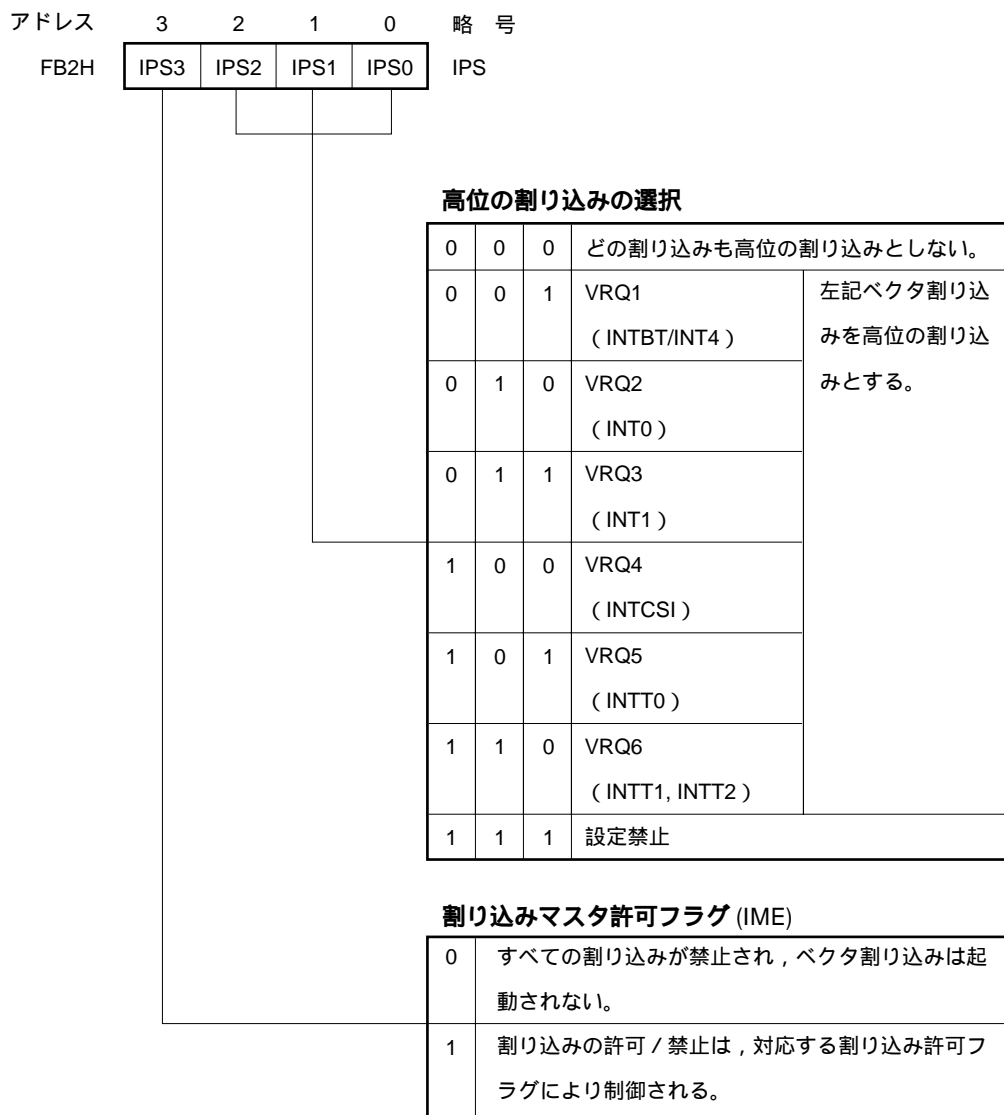 アドレス 3 2 1 0 略 号
FB2H IPS3 IPS2 IPS1 IPS0 IPS
高位の割り込みの選択
0 0 0 どの割り込みも高位の割り込みとしない。
0 0 1 VRQ1 左記ベクタ割り込
（INTBT/INT4） みを高位の割り込
0 1 0 VRQ2 みとする。
（INT0）
0 1 1 VRQ3
（INT1）
1 0 0 VRQ4
（INTCSI）
1 0 1 VRQ5
（INTT0）
1 1 0 VRQ6
（INTT1, INTT2）
1 1 1 設定禁止
割り込みマスタ許可フラグ (IME)
0 すべての割り込みが禁止され，ベクタ割り込みは起
動されない。
1 割り込みの許可／禁止は，対応する割り込み許可フ
ラグにより制御される。